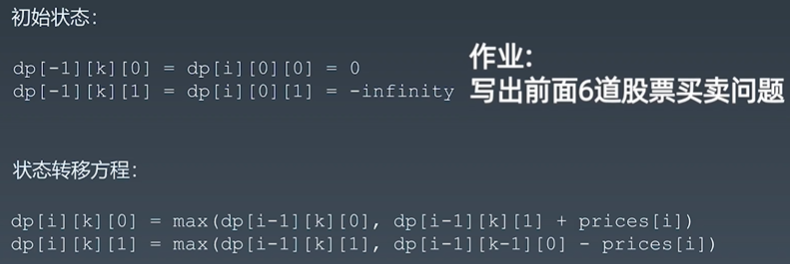 初始状态：
dp[-1][k][0] = dp[i][0][0] = 0
dp[-1][k][1] = dp[i][0][1] = -infinity
作业：
写出前面6道股票买卖问题
状态转移方程：
dp[i][k][0] = max(dp[i-1][k][0], dp[i-1][k][1] + prices[i])
dp[i][k][1] = max(dp[i-1][k][1], dp[i-1][k-1][0] - prices[i])